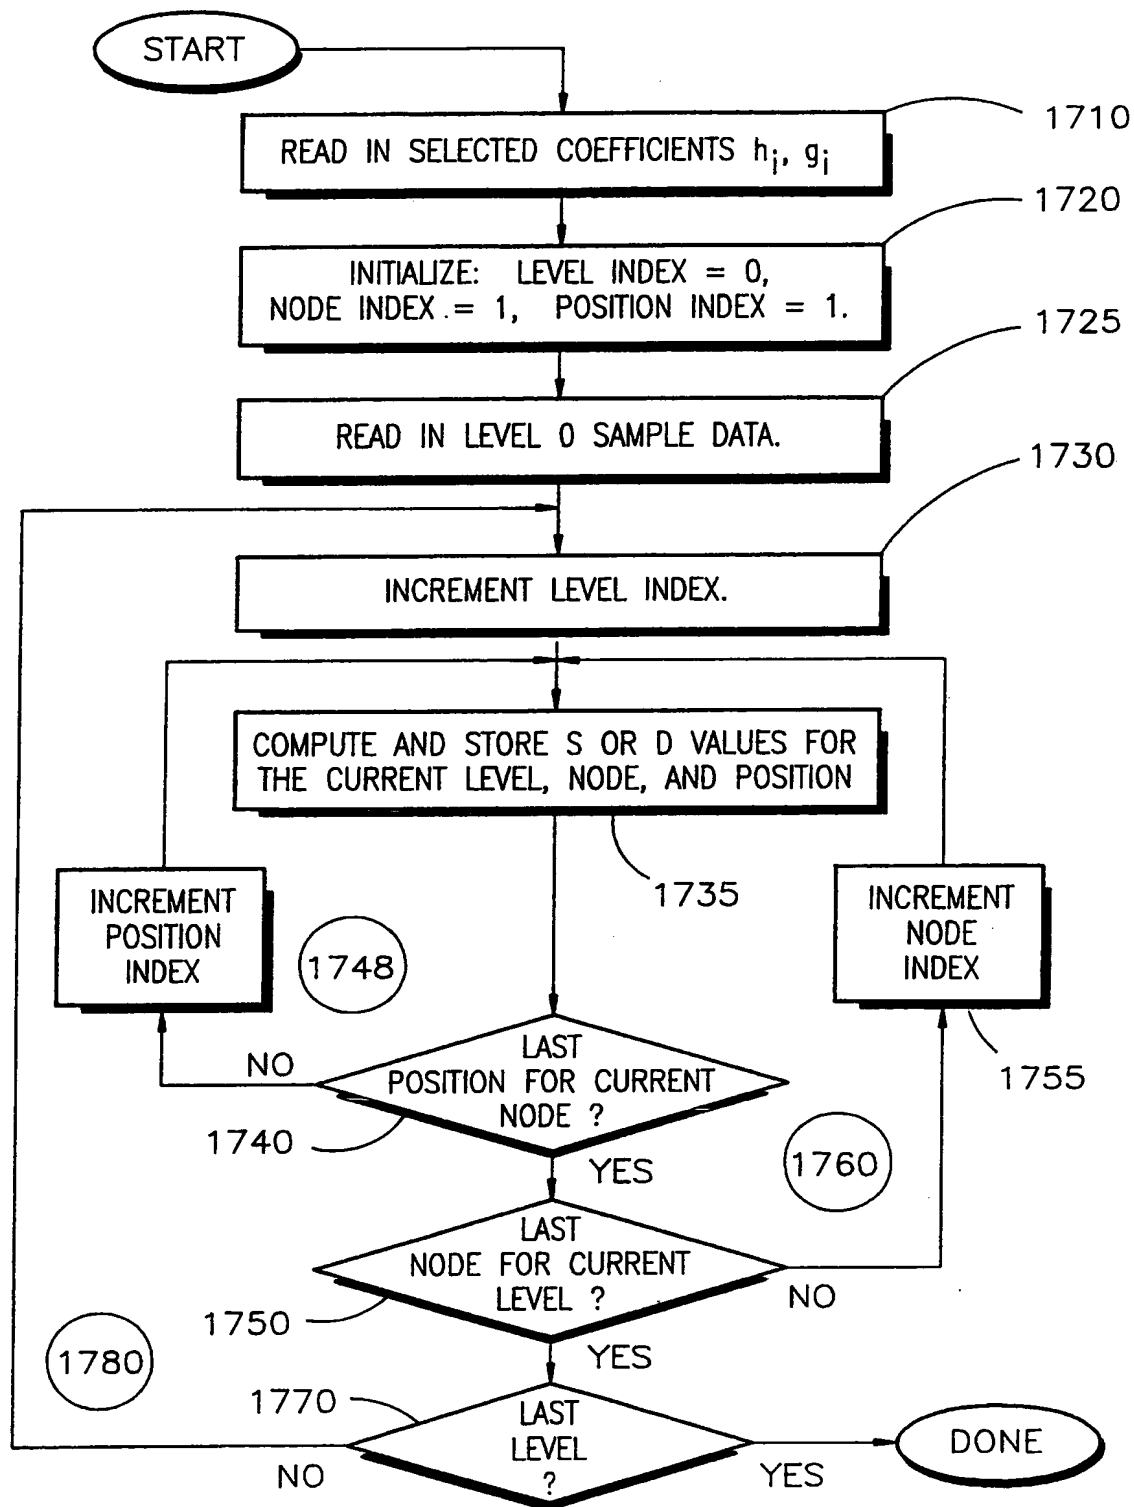 START
1710
READ IN SELECTED COEFFICIENTS hi, gi
1720
INITIALIZE: LEVEL INDEX = 0,
NODE INDEX = 1, POSITION INDEX = 1.
1725
READ IN LEVEL 0 SAMPLE DATA.
1730
INCREMENT LEVEL INDEX.
COMPUTE AND STORE S OR D VALUES FOR
THE CURRENT LEVEL, NODE, AND POSITION
1735
INCREMENT
POSITION
INDEX
1748
INCREMENT
NODE
INDEX
1755
LAST
POSITION FOR CURRENT
NODE ?
NO
1740
YES
1760
LAST
NODE FOR CURRENT
LEVEL ?
NO
1750
YES
1780
1770
LAST
LEVEL
?
NO
YES
DONE